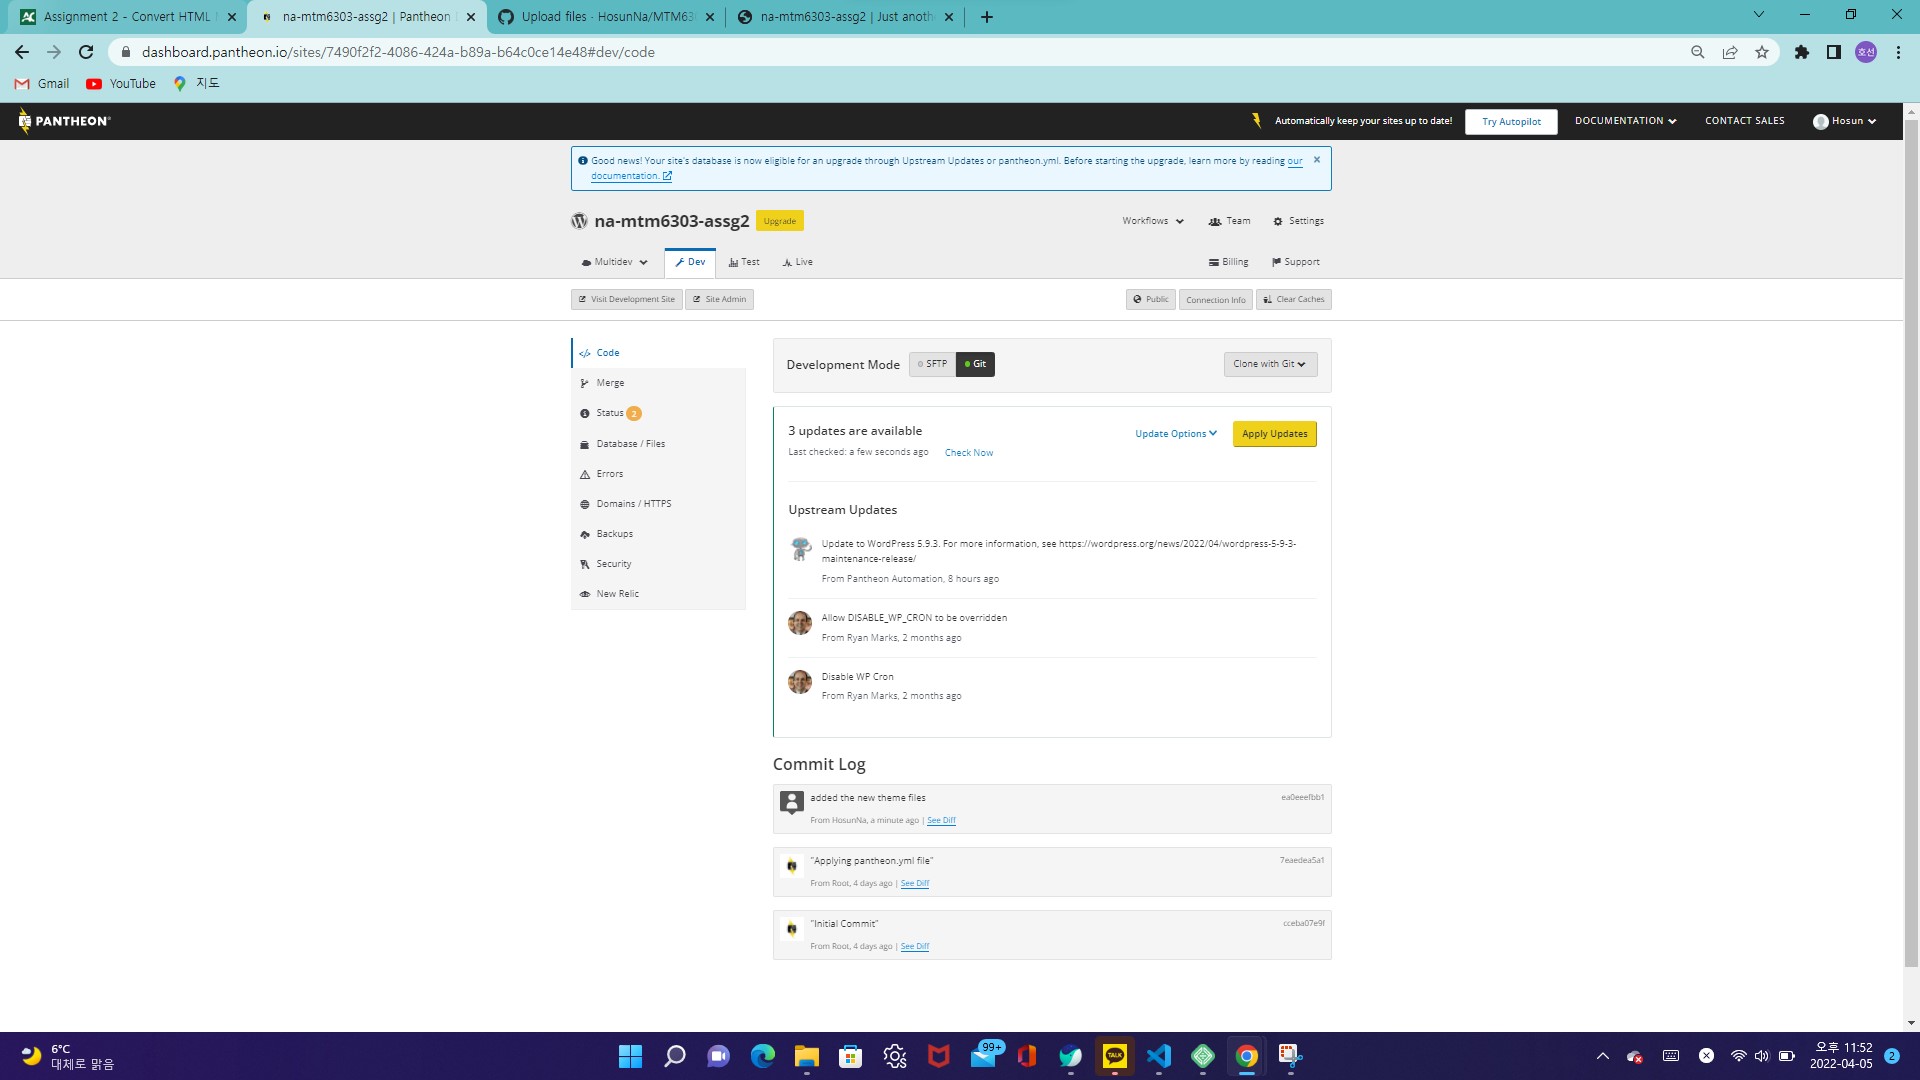 Assignment 2 - Convert HTML
na-mtm6303-assg2 | Pantheon
Upload files · HosunNa/MTM63
na-mtm6303-assg2 | Just anoth
dashboard.pantheon.io/sites/7490f2f2-4086-424a-b89a-b64c0ce14e48#dev/code
호선
Gmail
YouTube
지도
PANTHEON
Automatically keep your sites up to date!
Try Autopilot
DOCUMENTATION
CONTACT SALES
Hosun
Good news! Your site's database is now eligible for an upgrade through Upstream Updates or pantheon.yml. Before starting the upgrade, learn more by reading our
documentation.
na-mtm6303-assg2
Upgrade
Workflows
Team
Settings
Multidev
Dev
Test
Live
Billing
Support
Visit Development Site
Site Admin
Public
Connection Info
Clear Caches
Code
Merge
Status 2
Database / Files
Errors
Domains / HTTPS
Backups
Security
New Relic
Development Mode
SFTP
Git
Clone with Git
3 updates are available
Update Options
Apply Updates
Last checked: a few seconds ago
Check Now
Upstream Updates
Update to WordPress 5.9.3. For more information, see https://wordpress.org/news/2022/04/wordpress-5-9-3-
maintenance-release/
From Pantheon Automation, 8 hours ago
Allow DISABLE_WP_CRON to be overridden
From Ryan Marks, 2 months ago
Disable WP Cron
From Ryan Marks, 2 months ago
Commit Log
added the new theme files
ea0eeefbb1
From HosunNa, a minute ago | See Diff
"Applying pantheon.yml file"
7eaedea5a1
From Root, 4 days ago | See Diff
"Initial Commit"
cceba07e9f
From Root, 4 days ago | See Diff
6°C
대체로 맑음
99+
TALK
오후 11:52
2022-04-05
2